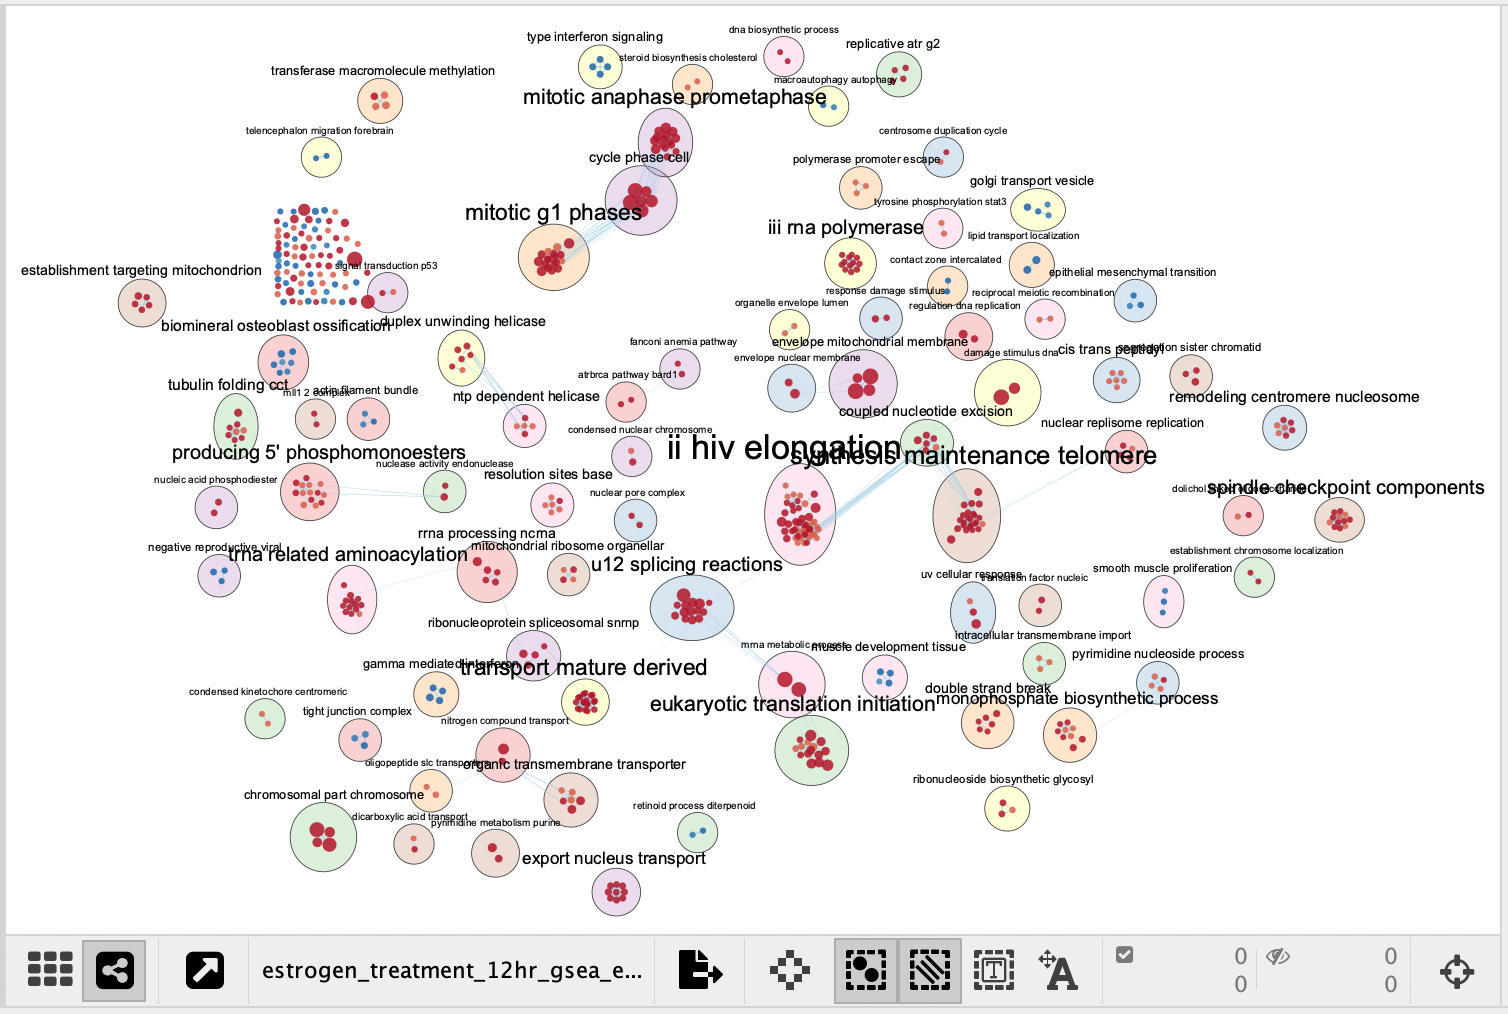 type interferon signaling
dna biosynthetic process
steroid biosynthesis cholesterol
replicative atr g2
transferase macromolecule methylation
macroautophagy autophagy
mitotic anaphase prometaphase
telencephalon migration forebrain
centrosome duplication cycle
cycle phase cell
polymerase promoter escape
golgi transport vesicle
tyrosine phosphorylation stat3
mitotic g1 phases
iii rna polymerase
lipid transport localization
contact zone intercalated
signal transduction p53
establishment targeting mitochondrion
epithelial mesenchymal transition
response damage stimulus
reciprocal meiotic recombination
organelle envelope lumen
regulation dna replication
biomineral osteoblast ossification
duplex unwinding helicase
fanconi anemia pathway
envelope mitochondrial membrane
damage stimulus dna
cis trans peptidyl
segregation sister chromatid
envelope nuclear membrane
atrbrca pathway bard1
tubulin folding cct
mll1 2 complex
actin filament bundle
ntp dependent helicase
remodeling centromere nucleosome
coupled nucleotide excision
nuclear replisome replication
condensed nuclear chromosome
ii hiv elongation
synthesis maintenance telomere
producing 5' phosphomonoesters
nuclease activity endonuclease
nucleic acid phosphodiester
resolution sites base
nuclear pore complex
spindle checkpoint components
rrna processing ncrna
negative reproductive viral
trna related aminoacylation
mitochondrial ribosome organellar
u12 splicing reactions
establishment chromosome localization
smooth muscle proliferation
uv cellular response
translation factor nucleic
ribonucleoprotein spliceosomal snrnp
intracellular transmembrane import
mrna metabolic process
muscle development tissue
pyrimidine nucleoside process
gamma mediated interferon
transport mature derived
condensed kinetochore centromeric
double strand break
monophosphate biosynthetic process
eukaryotic translation initiation
tight junction complex
nitrogen compound transport
oligopeptide slc transporters
organic transmembrane transporter
ribonucleoside biosynthetic glycosyl
chromosomal part chromosome
retinoid process diterpenoid
dicarboxylic acid transport
pyrimidine metabolism purine
export nucleus transport
estrogen_treatment_12hr_gsea_e...
T
A
0
0
0
0